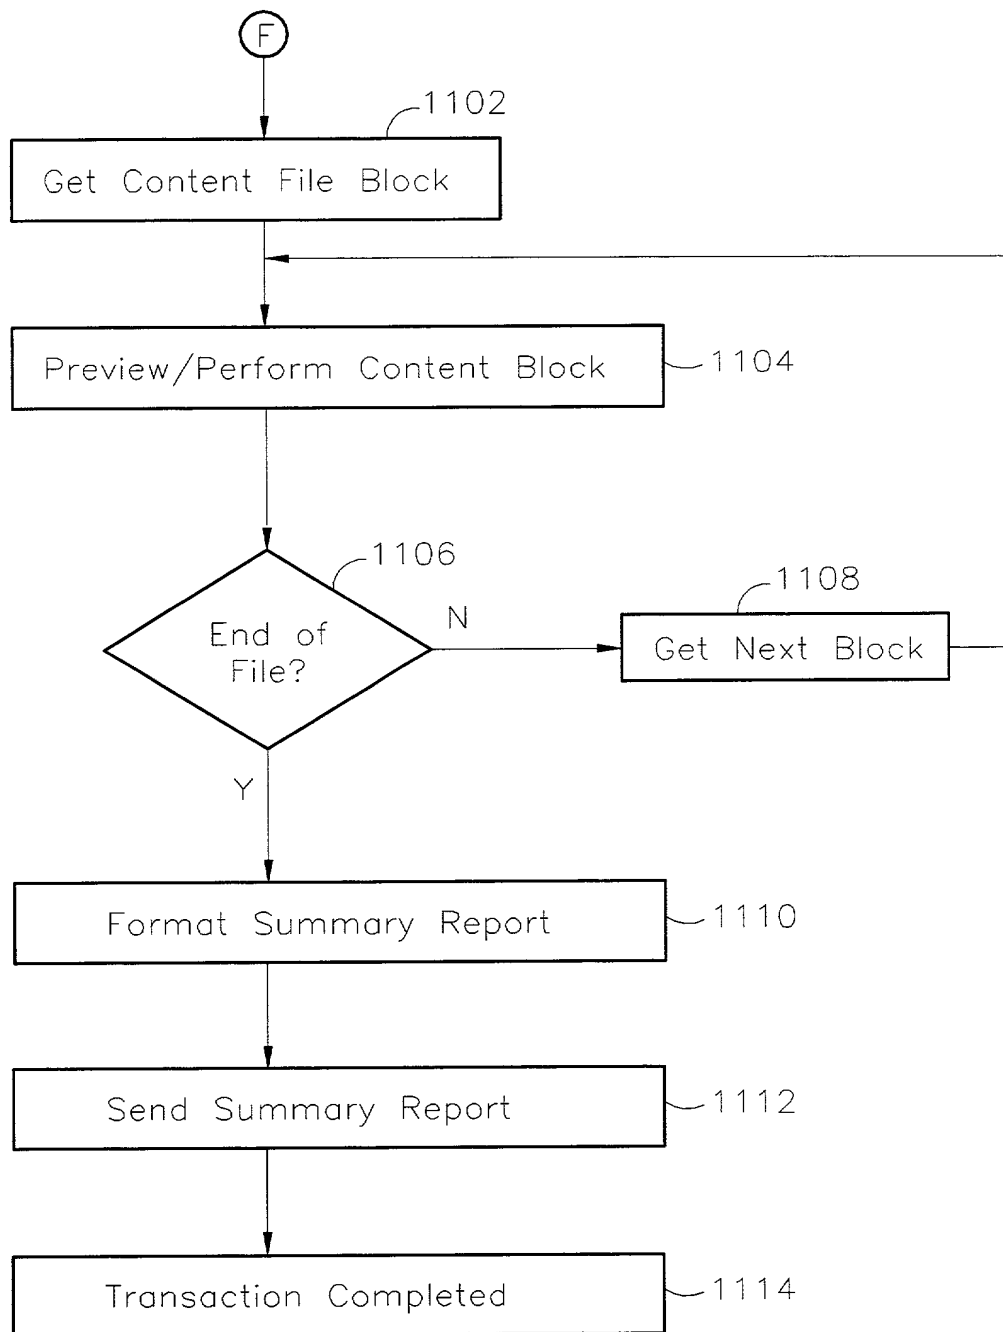 F
1102
Get Content File Block
Preview/Perform Content Block
1104
1106
End of
File?
N
1108
Get Next Block
Y
Format Summary Report
1110
Send Summary Report
1112
Transaction Completed
1114